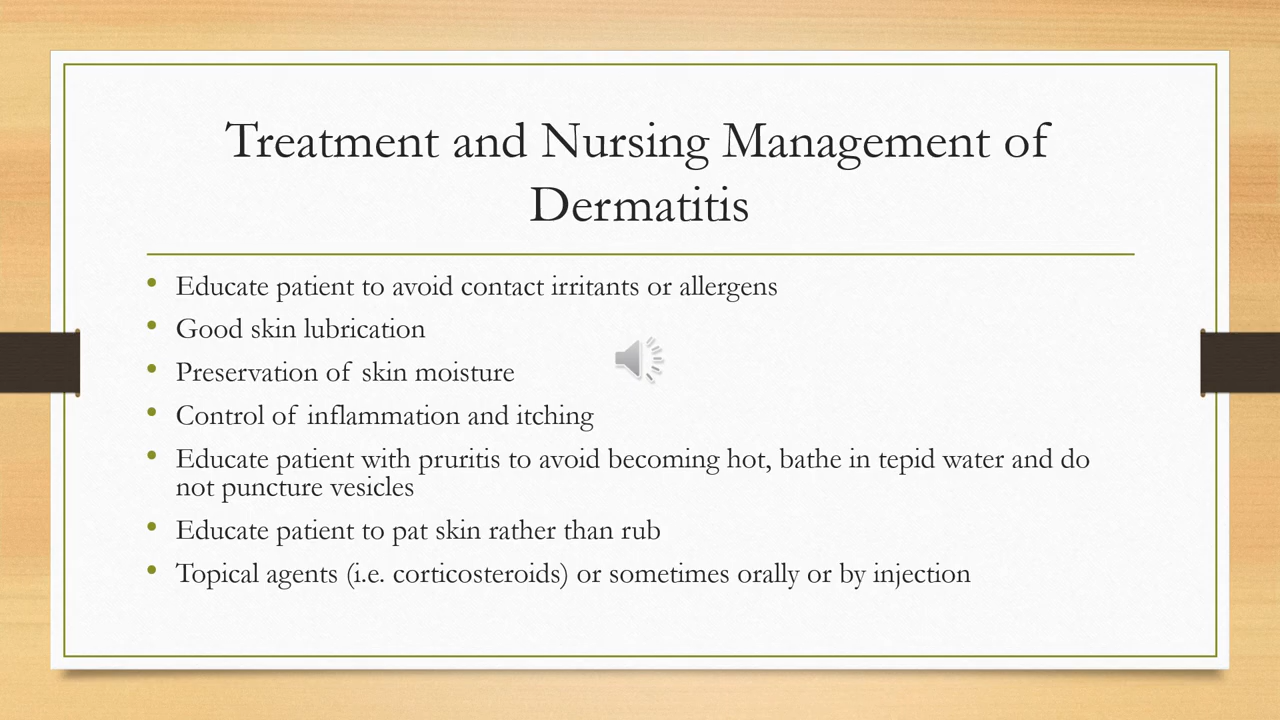 Treatment and Nursing Management of
Dermatitis
• Educate patient to avoid contact irritants or allergens
• Good skin lubrication
• Preservation of skin moisture
• Control of inflammation and itching
• Educate patient with pruritis to avoid becoming hot, bathe in tepid water and do
not puncture vesicles
• Educate patient to pat skin rather than rub
• Topical agents (i.e. corticosteroids) or sometimes orally or by injection